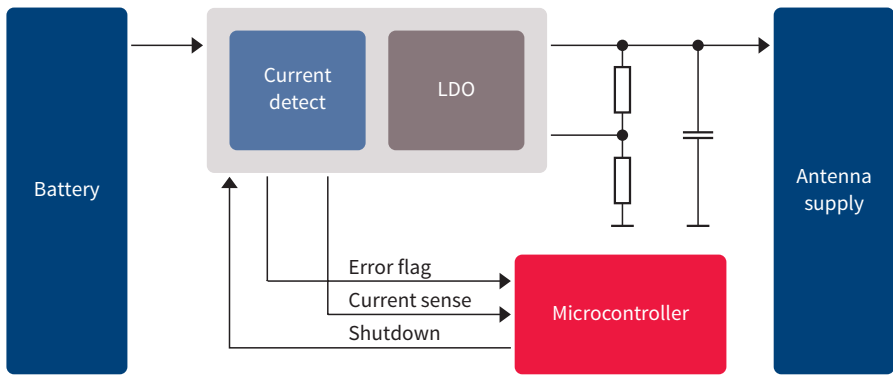 Battery
Current
detect
LDO
Antenna
supply
Error flag
Current sense
Shutdown
Microcontroller